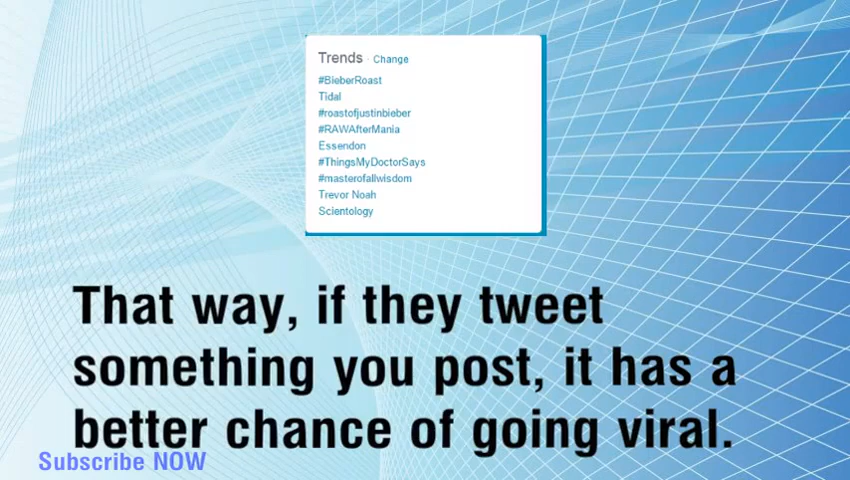 Trends · Change
#BieberRoast
Tidal
#roastofjustinbieber
#RAWAfterMania
Essendon
#ThingsMyDoctorSays
#masterofallwisdom
Trevor Noah
Scientology
That way, if they tweet
something you post, it has a
better chance of going viral.
Subscribe NOW